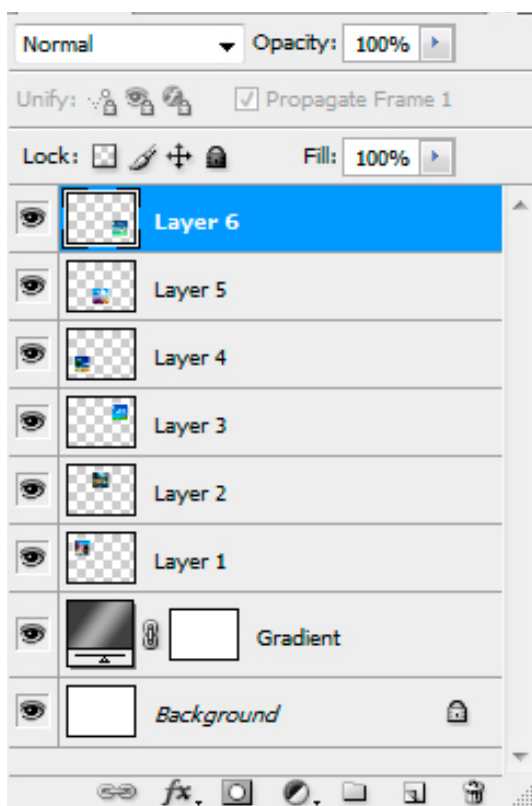 Normal Opacity: 100%
Unify: Propagate Frame 1
Lock: Fill: 100%
Layer 6
Layer 5
Layer 4
Layer 3
Layer 2
Layer 1
Gradient
Background
fx.